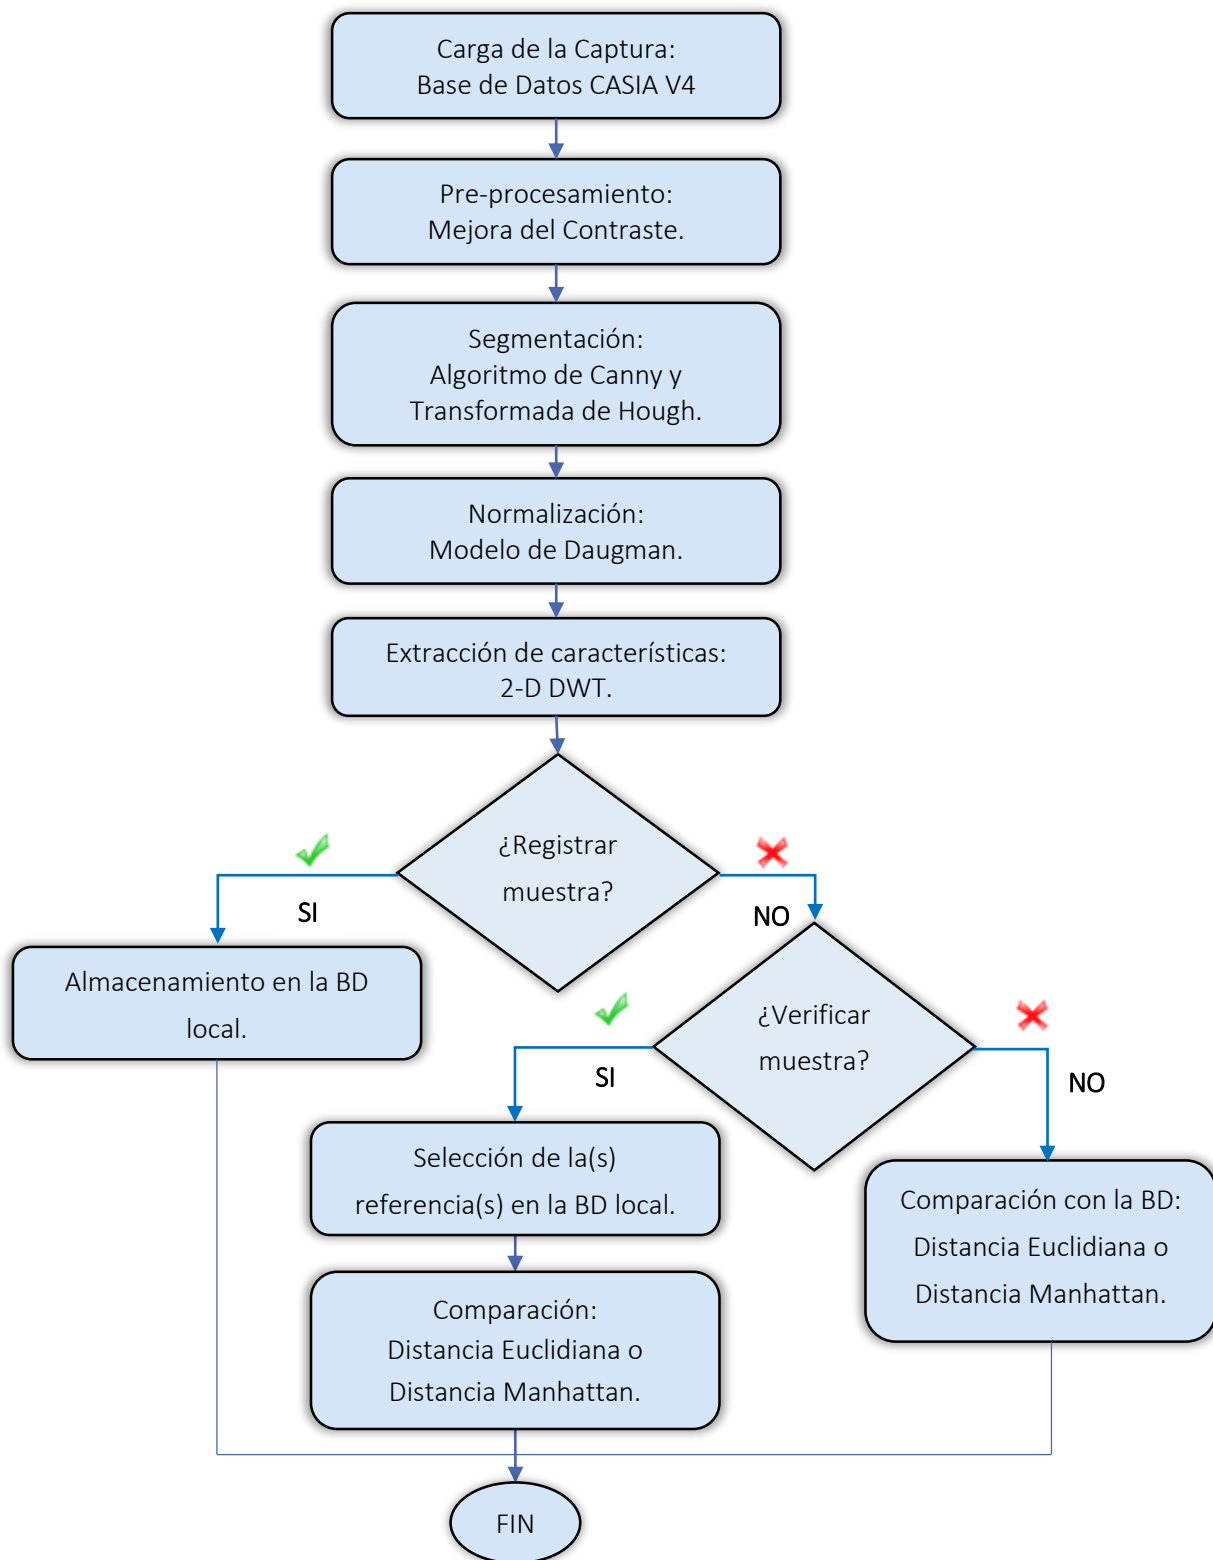 Carga de la Captura:
Base de Datos CASIA V4
Pre-procesamiento:
Mejora del Contraste.
Segmentación:
Algoritmo de Canny y
Transformada de Hough.
Normalización:
Modelo de Daugman.
Extracción de características:
2-D DWT.
¿Registrar
muestra?
SI
NO
Almacenamiento en la BD
local.
¿Verificar
muestra?
SI
NO
Selección de la(s)
referencia(s) en la BD local.
Comparación con la BD:
Distancia Euclidiana o
Distancia Manhattan.
Comparación:
Distancia Euclidiana o
Distancia Manhattan.
FIN